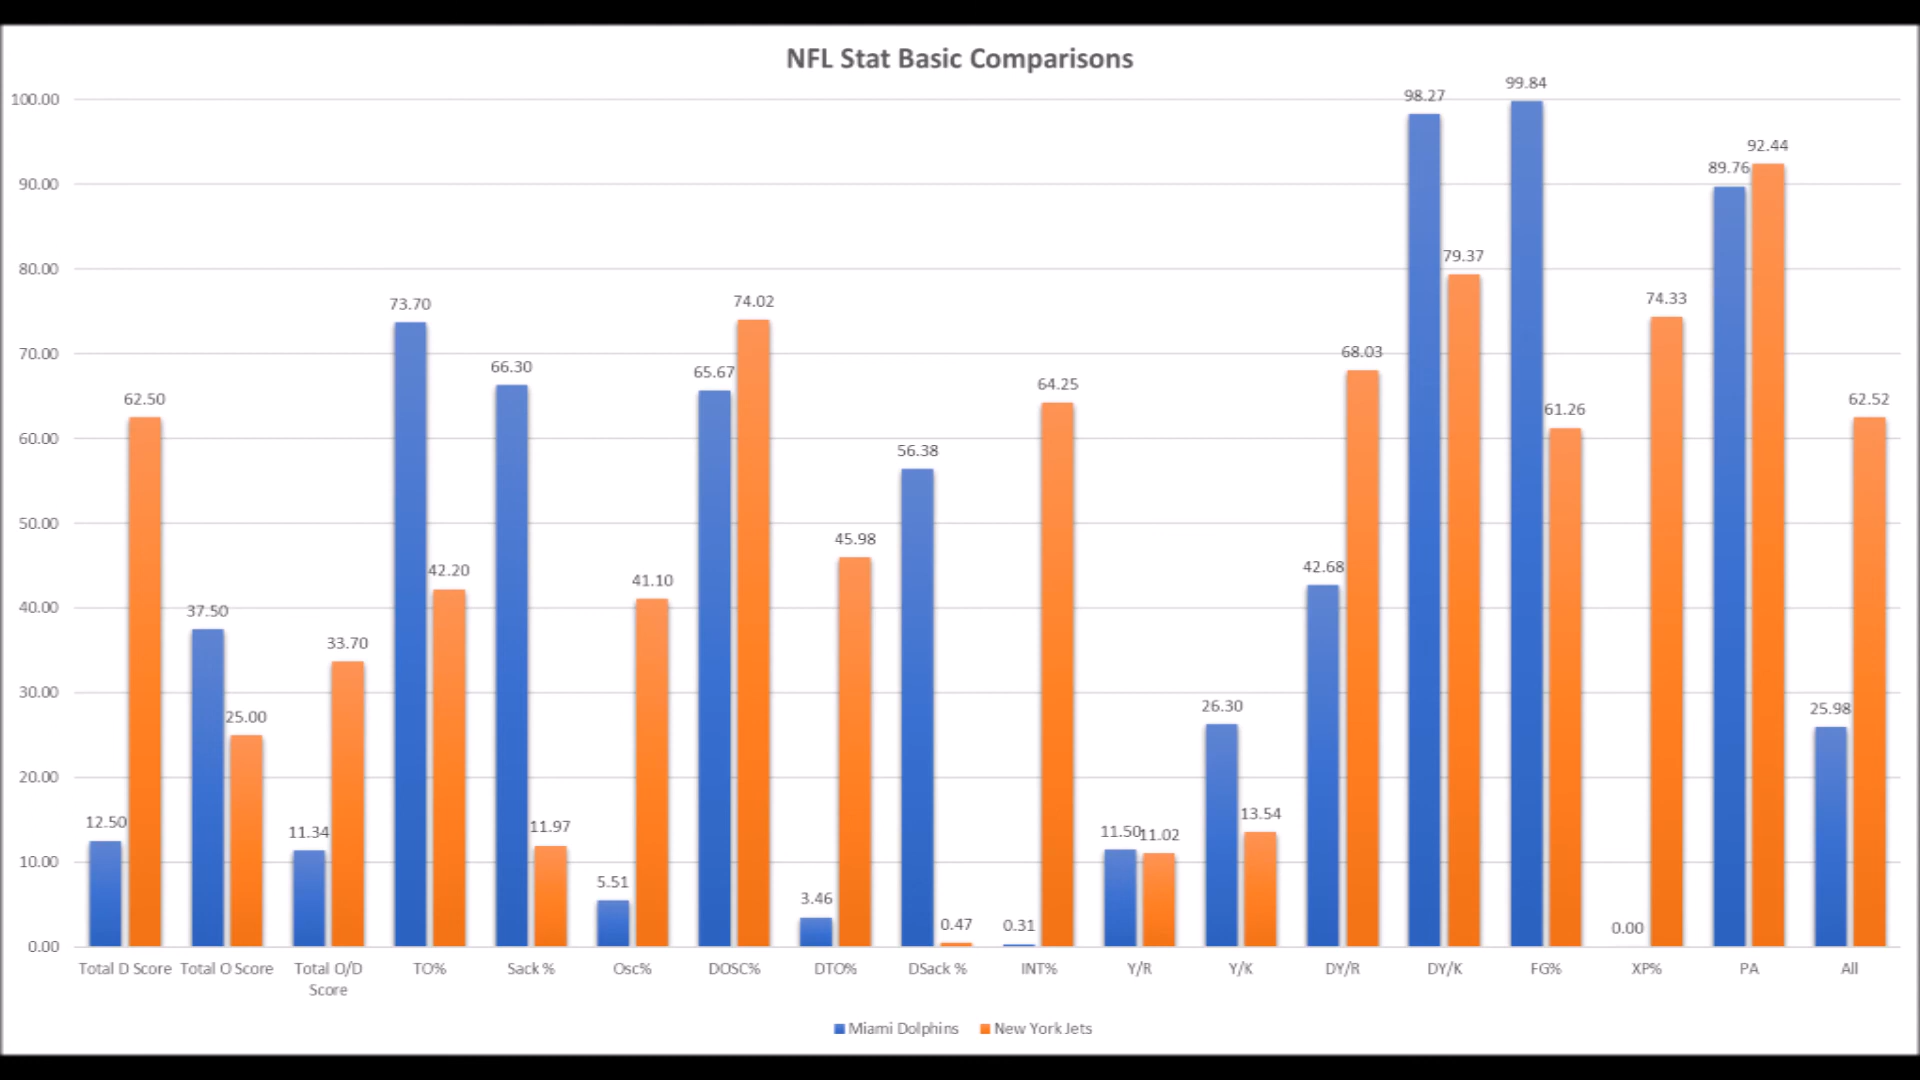 NFL Stat Basic Comparisons
100.00
90.00
80.00
70.00
60.00
50.00
40.00
30.00
20.00
10.00
0.00
12.50
62.50
37.50
25.00
11.34
33.70
73.70
42.20
66.30
11.97
5.51
41.10
65.67
74.02
3.46
45.98
56.38
0.47
0.31
64.25
11.50
11.02
26.30
13.54
42.68
68.03
98.27
79.37
99.84
61.26
0.00
74.33
89.76
92.44
25.98
62.52
Total D Score
Total O Score
Total O/D
Score
TO%
Sack %
Osc%
DOSC%
DTO%
DSack %
INT%
Y/R
Y/K
DY/R
DY/K
FG%
XP%
PA
All
Miami Dolphins
New York Jets